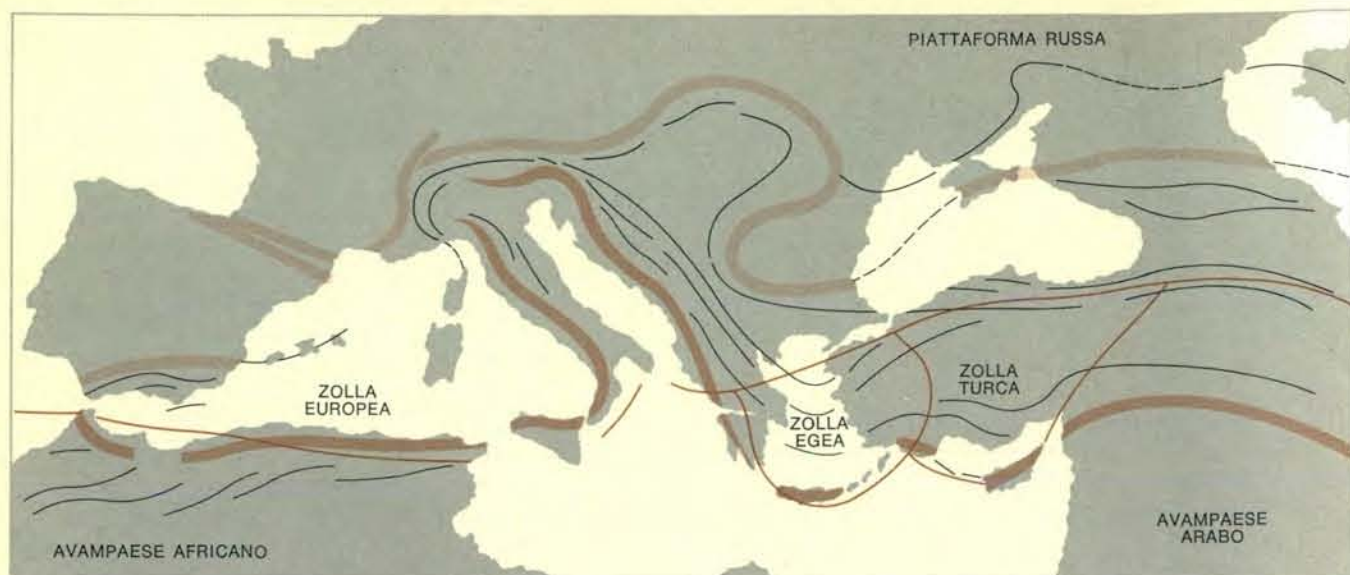 PIATTAFORMA RUSSA
ZOLLA
EUROPEA
ZOLLA
EGEA
ZOLLA
TURCA
AVAMPAESE AFRICANO
AVAMPAESE
ARABO